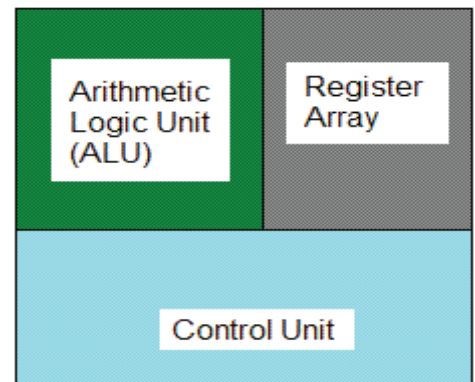 Arithmetic
Logic Unit
(ALU)
Register
Array
Control Unit